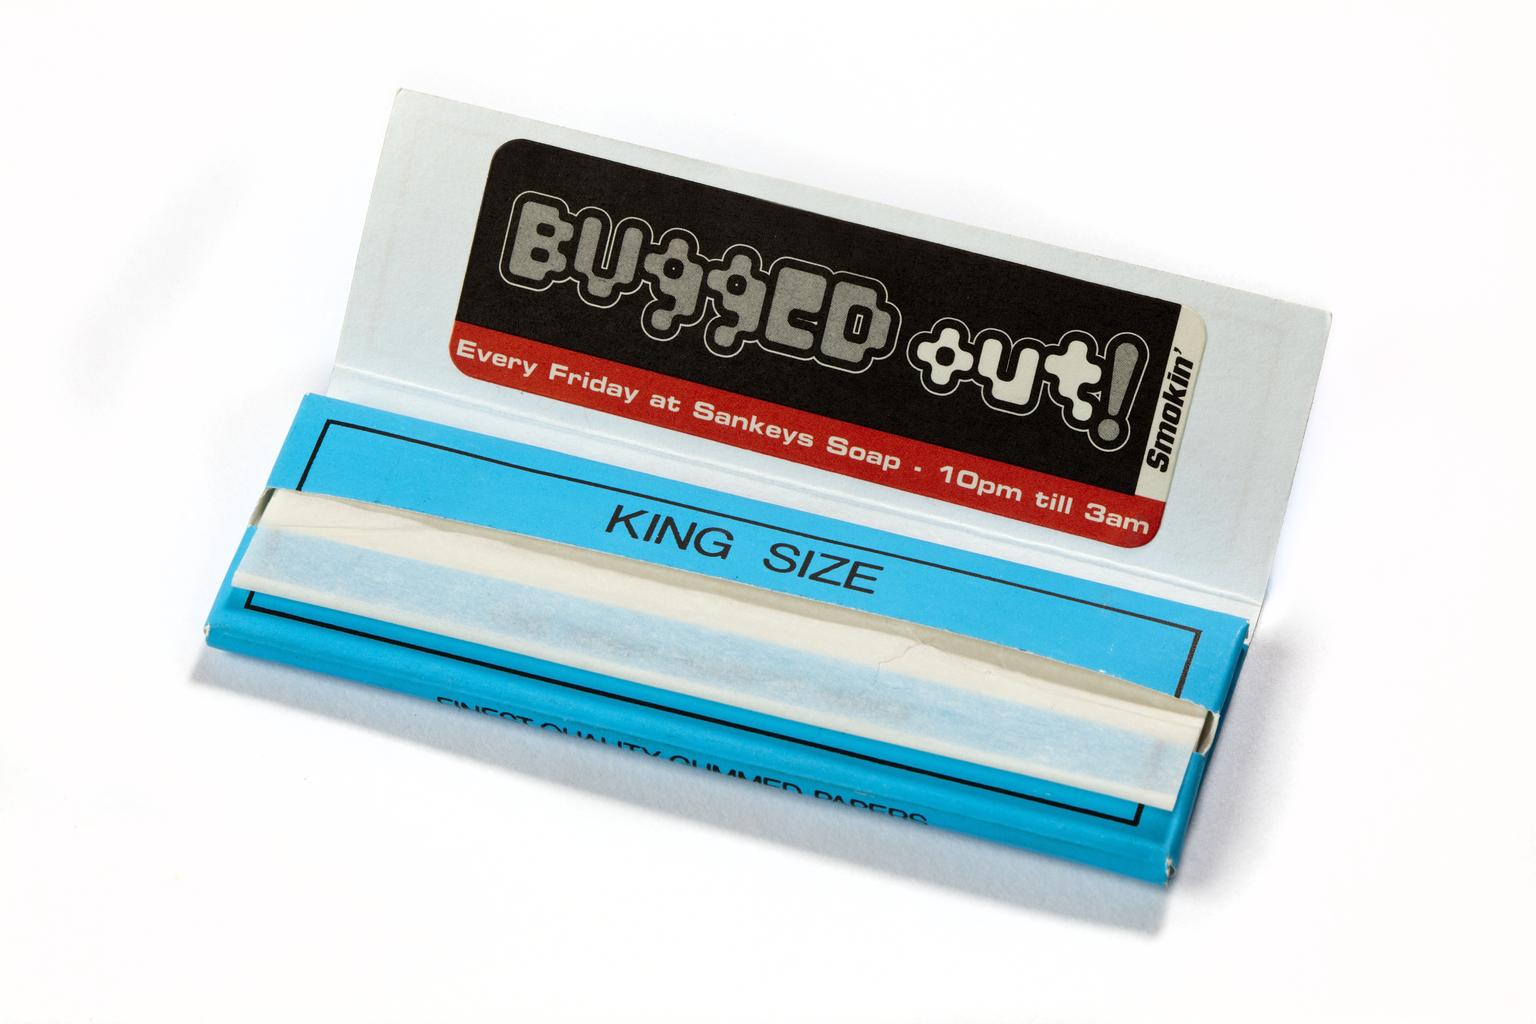 Bugged out!
Smokin'
Every Friday at Sankeys Soap · 10pm till 3am
KING SIZE
FINEST QUALITY GUMMED PAPERS